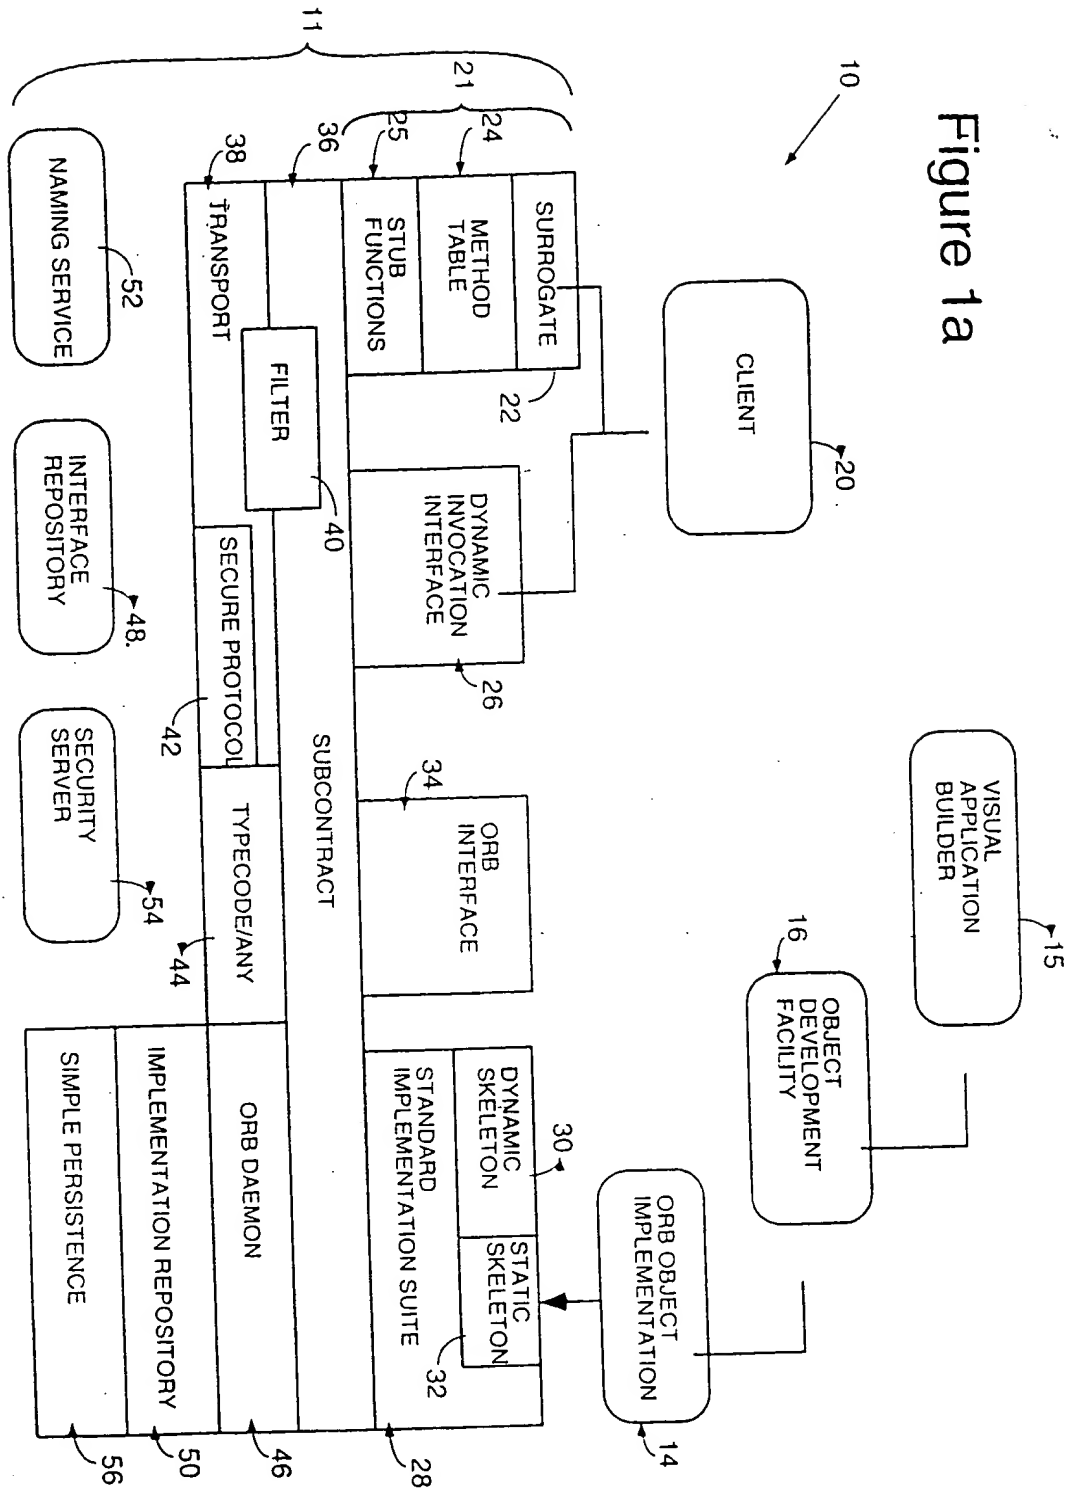 Figure 1a
10
11
21
24
25
36
38
CLIENT
20
VISUAL
APPLICATION
BUILDER
15
OBJECT
DEVELOPMENT
FACILITY
16
ORB OBJECT
IMPLEMENTATION
14
SURROGATE
22
METHOD
TABLE
STUB
FUNCTIONS
DYNAMIC
INVOCATION
INTERFACE
26
ORB
INTERFACE
34
DYNAMIC
SKELETON
30
STATIC
SKELETON
32
STANDARD
IMPLEMENTATION SUITE
28
SUBCONTRACT
FILTER
40
TRANSPORT
SECURE PROTOCOL
42
TYPECODE/ANY
44
ORB DAEMON
46
IMPLEMENTATION REPOSITORY
50
SIMPLE PERSISTENCE
56
NAMING SERVICE
52
INTERFACE
REPOSITORY
48.
SECURITY
SERVER
54